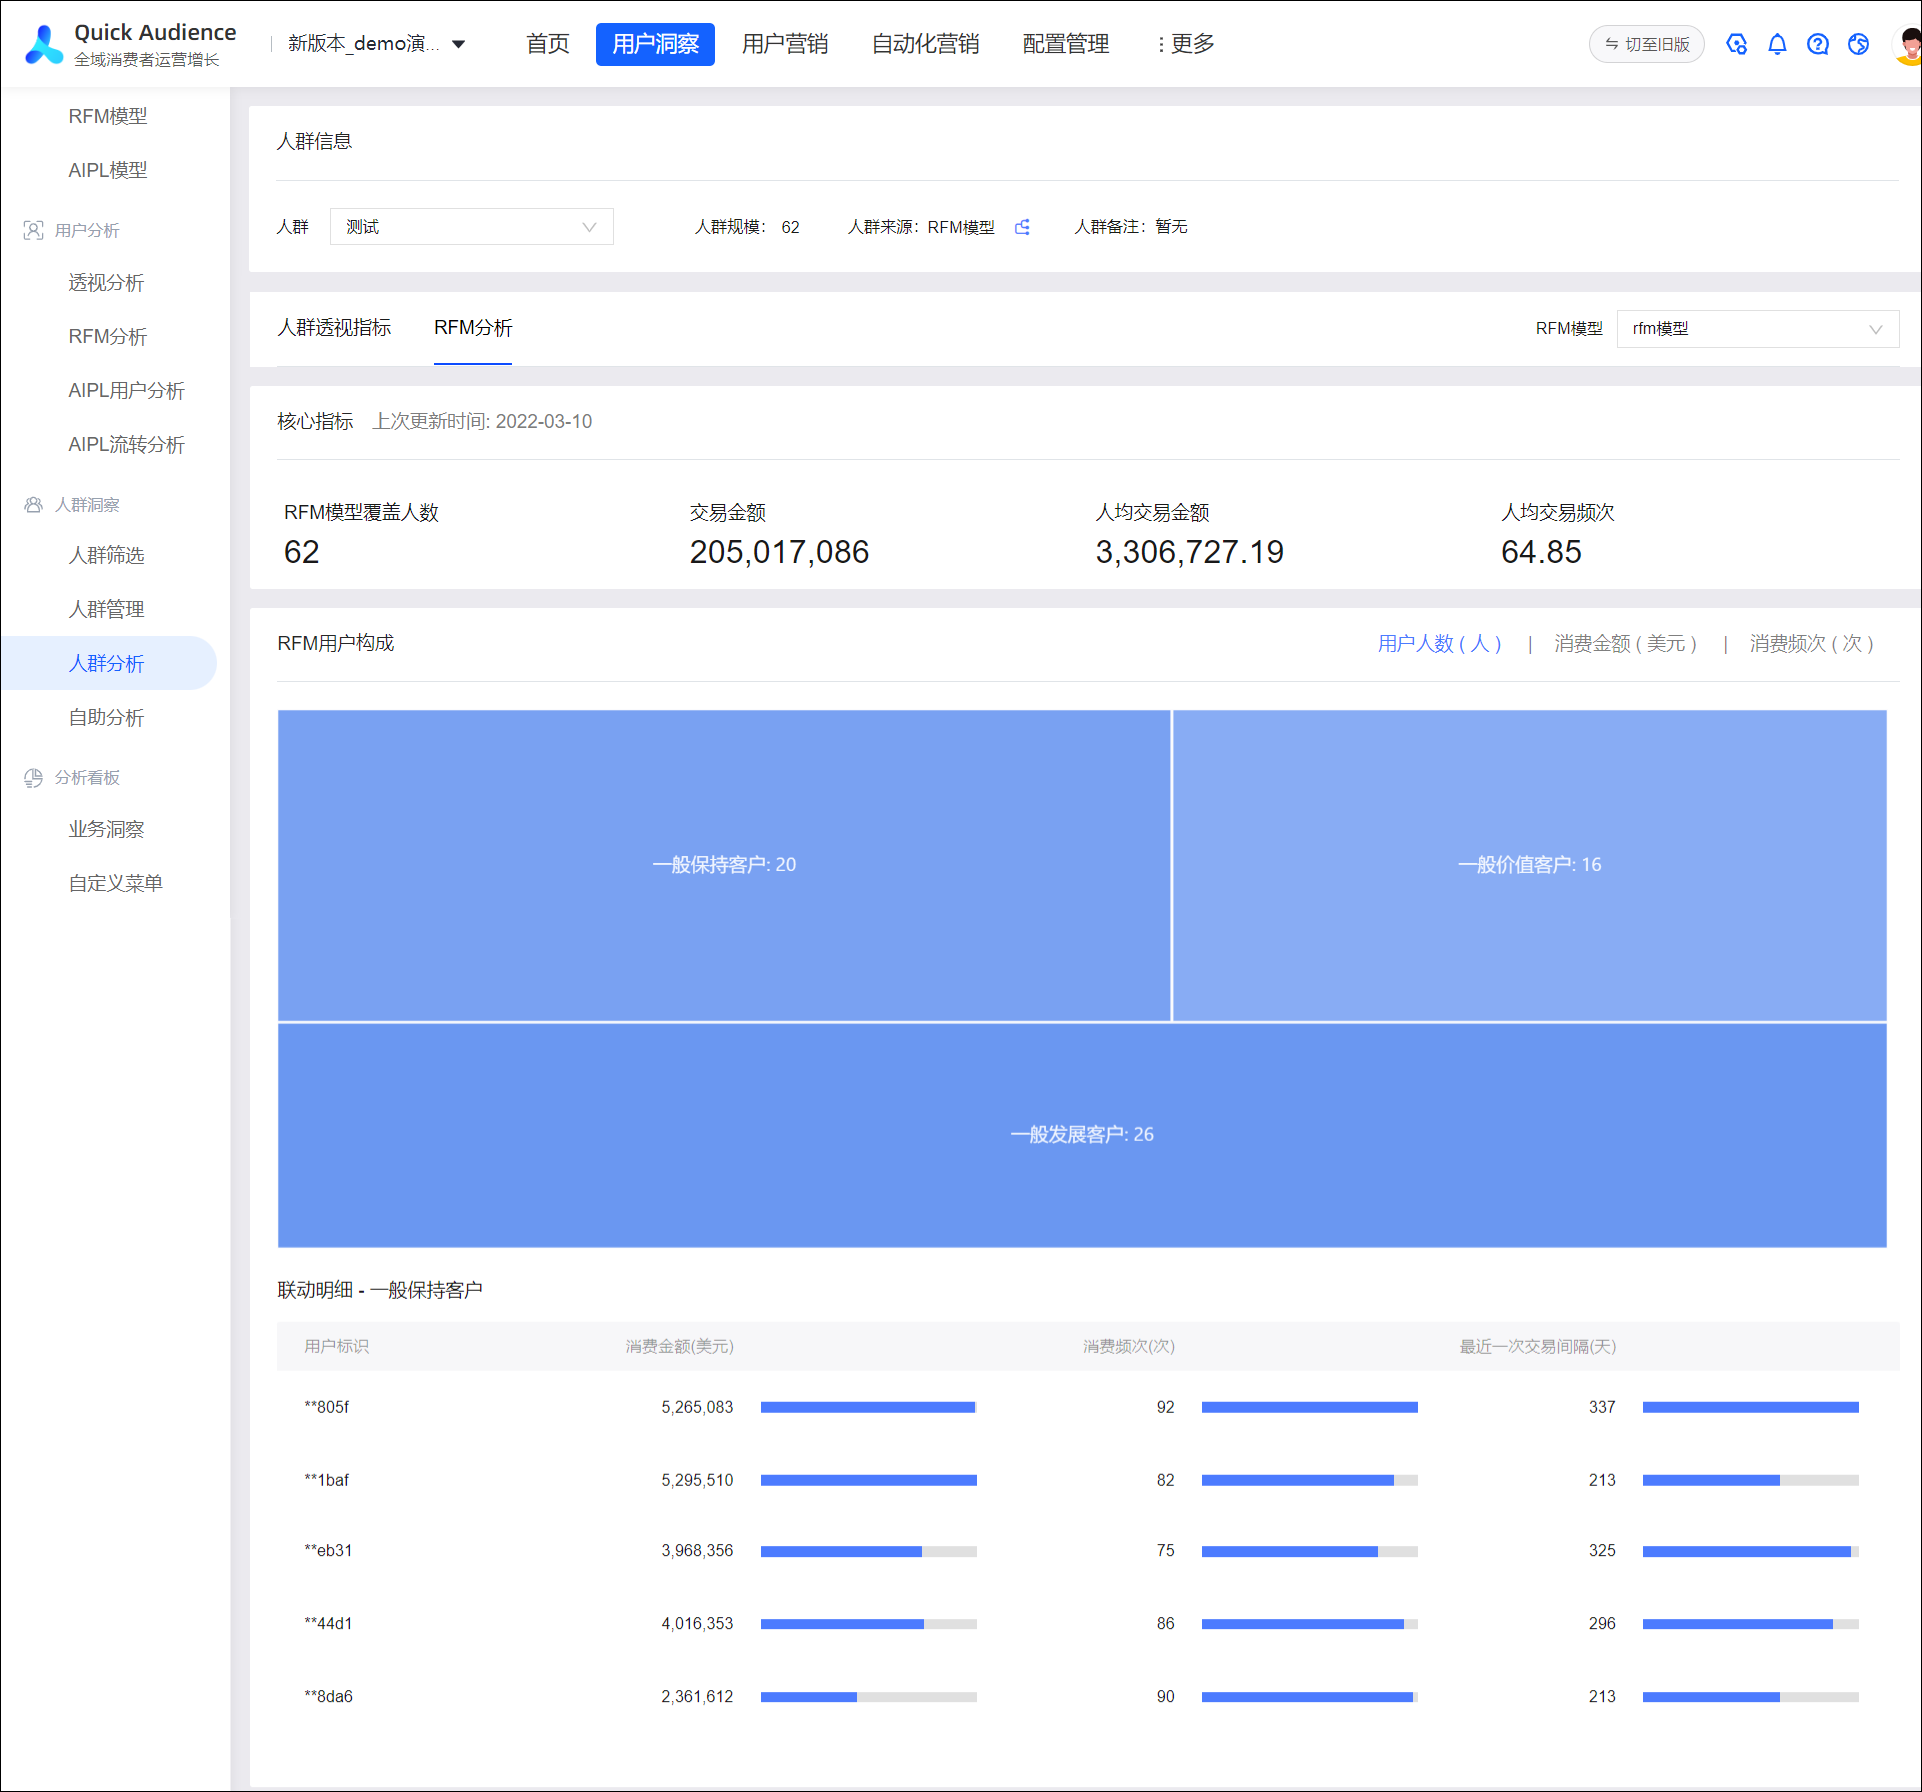 Quick Audience
全域消费者运营增长
新版本_demo演...
首页
用户洞察
用户营销
自动化营销
配置管理
更多
切至旧版
RFM模型
AIPL模型
用户分析
透视分析
RFM分析
AIPL用户分析
AIPL流转分析
人群洞察
人群筛选
人群管理
人群分析
自助分析
分析看板
业务洞察
自定义菜单
人群信息
人群 测试 人群规模： 62 人群来源：RFM模型 人群备注：暂无
人群透视指标 RFM分析 RFM模型 rfm模型
核心指标 上次更新时间: 2022-03-10
RFM模型覆盖人数 交易金额 人均交易金额 人均交易频次
62 205,017,086 3,306,727.19 64.85
RFM用户构成 用户人数 ( 人 ) | 消费金额 ( 美元 ) | 消费频次 ( 次 )
一般保持客户: 20 一般价值客户: 16
一般发展客户: 26
联动明细 - 一般保持客户
用户标识 消费金额(美元) 消费频次(次) 最近一次交易间隔(天)
**805f 5,265,083 92 337
**1baf 5,295,510 82 213
**eb31 3,968,356 75 325
**44d1 4,016,353 86 296
**8da6 2,361,612 90 213